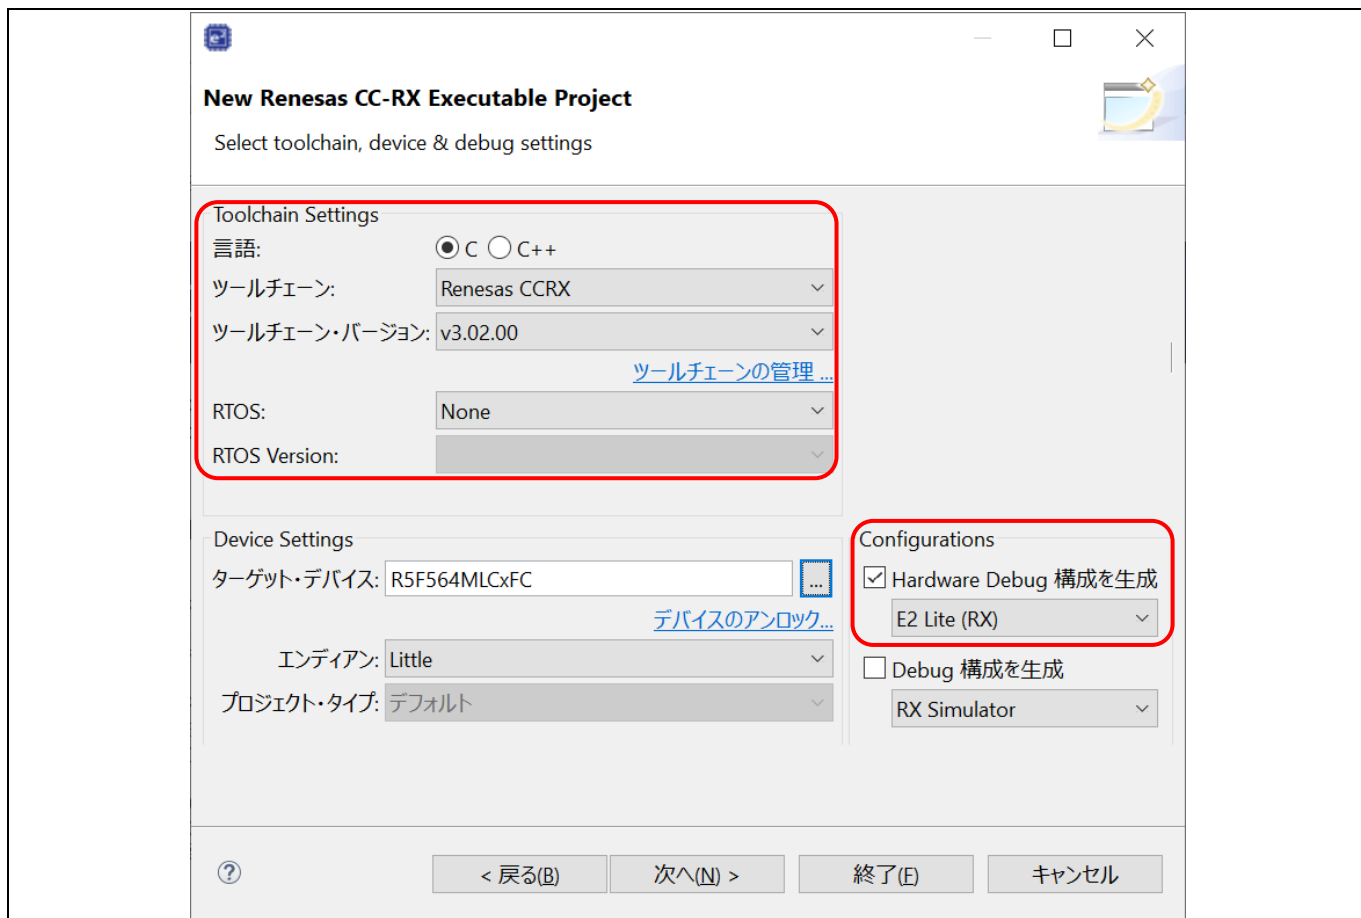 New Renesas CC-RX Executable Project
Select toolchain, device & debug settings
Toolchain Settings
言語:
C
C++
ツールチェーン:
Renesas CCRX
ツールチェーン・バージョン:
v3.02.00
ツールチェーンの管理 ...
RTOS:
None
RTOS Version:
Device Settings
ターゲット・デバイス:
R5F564MLCxFC
...
デバイスのアンロック...
エンディアン:
Little
プロジェクト・タイプ:
デフォルト
Configurations
Hardware Debug 構成を生成
E2 Lite (RX)
Debug 構成を生成
RX Simulator
?
< 戻る(B)
次へ(N) >
終了(F)
キャンセル